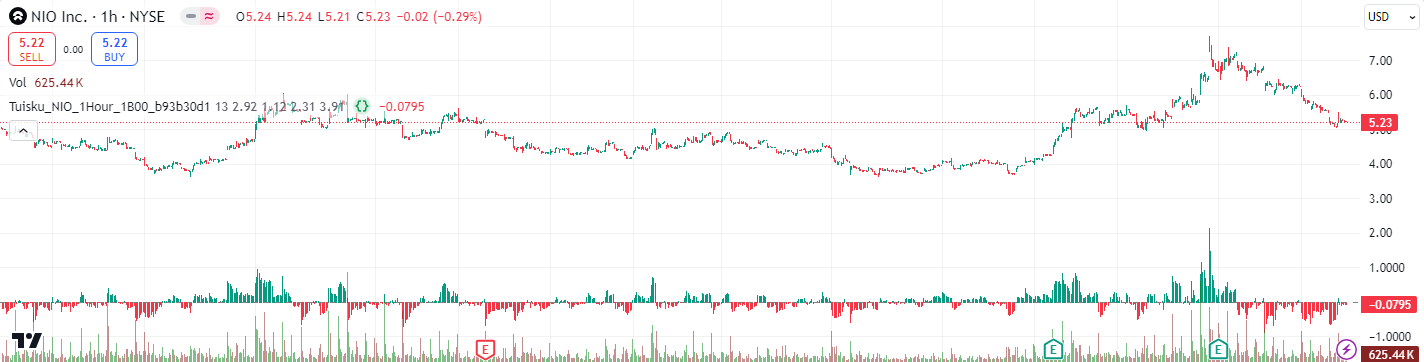 NIO Inc. · 1h · NYSE O5.24 H5.24 L5.21 C5.23 −0.02 (−0.29%)
USD
5.22 SELL
0.00
5.22 BUY
Vol 625.44K
Tuisku_NIO_1Hour_1B00_b93b30d1 13 2.92 1.12 2.31 3.91 {} −0.0795
7.00
6.00
5.23
5.00
4.00
3.00
2.00
1.0000
−0.0795
−1.0000
625.44K
E
E
E